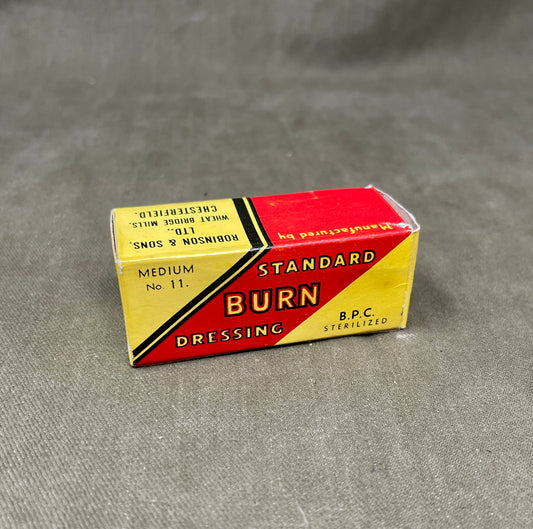 Manufactured by
ROBINSON & SONS,
LTD.,
WHEAT BRIDGE MILLS,
CHESTERFIELD.
MEDIUM
No. 11.
STANDARD
BURN
DRESSING
B.P.C.
STERILIZED